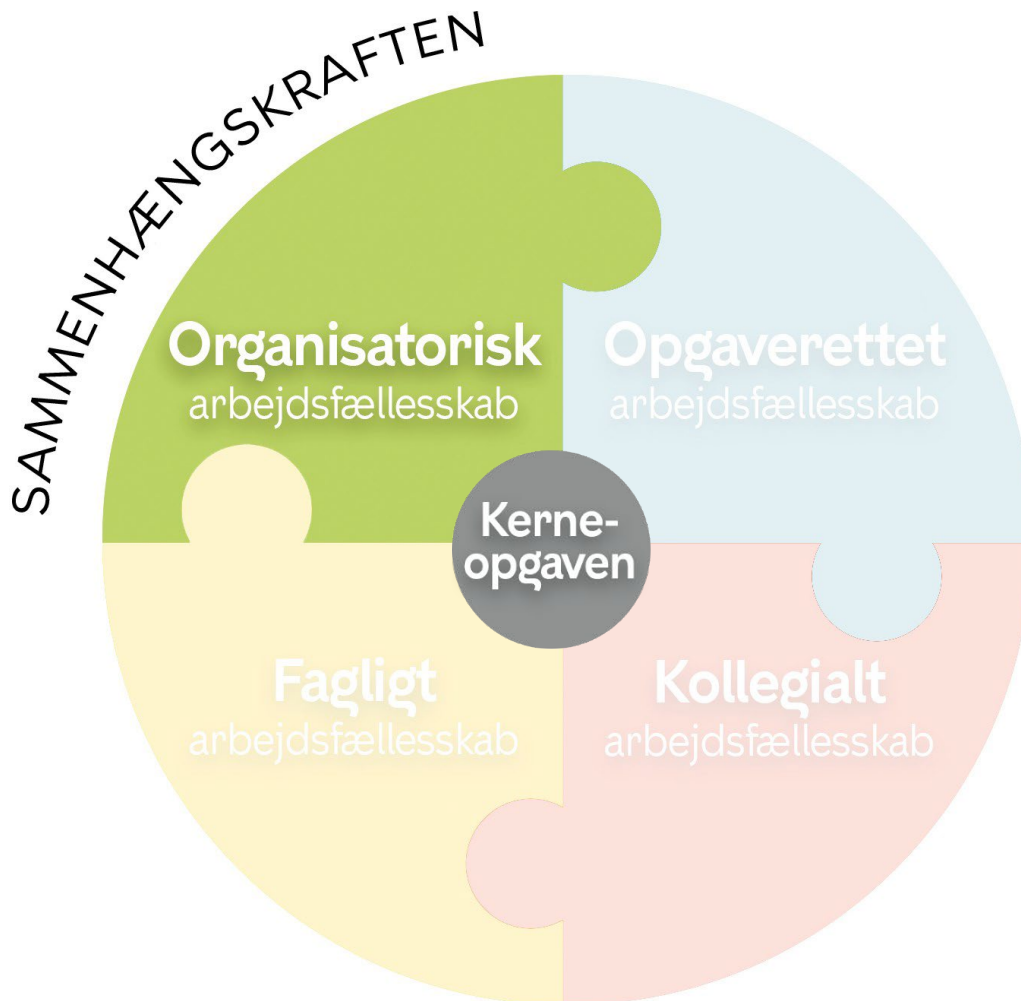 SAMMENHÆNGSKRAFTEN
Organisatorisk
arbejdsfællesskab
Opgaverettet
arbejdsfællesskab
Kerne-
opgaven
Fagligt
arbejdsfællesskab
Kollegialt
arbejdsfællesskab